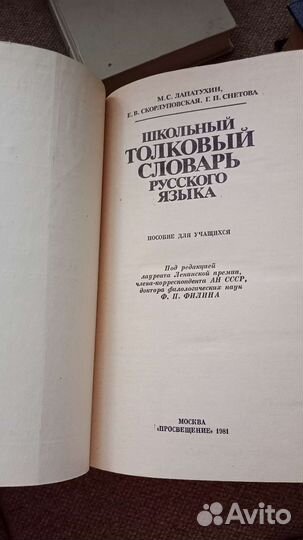 М. С. ЛАПАТУХИН,
Е. В. СКОРЛУПОВСКАЯ, Г. П. СНЕТОВА
ШКОЛЬНЫЙ
ТОЛКОВЫЙ
СЛОВАРЬ
РУССКОГО
ЯЗЫКА
ПОСОБИЕ ДЛЯ УЧАЩИХСЯ
Под редакцией
лауреата Ленинской премии,
члена-корреспондента АН СССР,
доктора филологических наук
Ф. П. ФИЛИНА
МОСКВА
«ПРОСВЕЩЕНИЕ» 1981
Avito